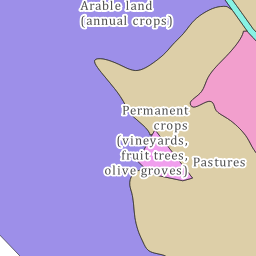 Arable land
(annual crops)
Permanent
crops
(vineyards,
fruit trees,
olive groves)
Pastures